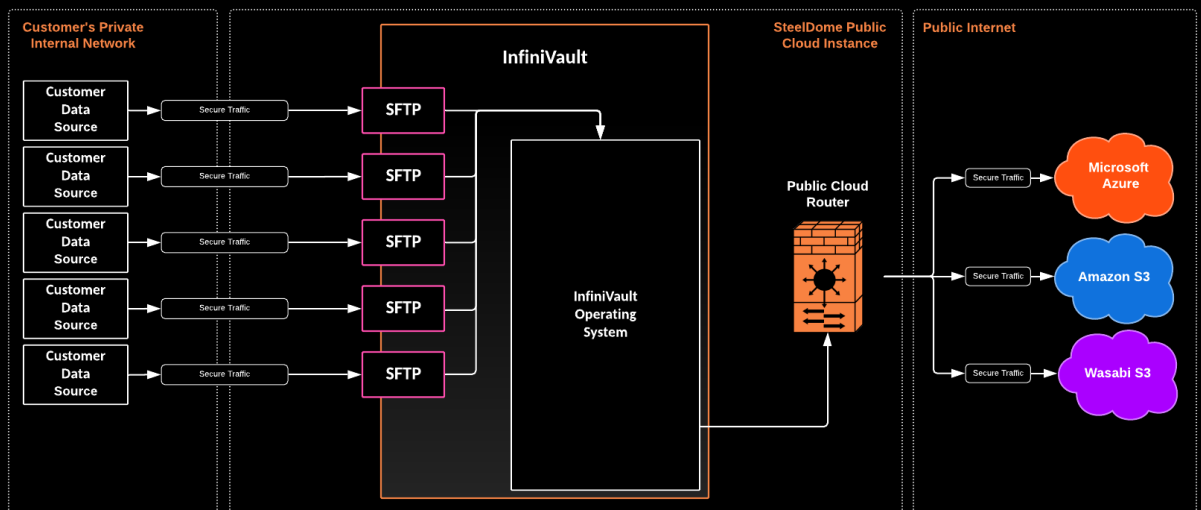 Customer's Private
Internal Network
SteelDome Public
Cloud Instance
Public Internet
InfiniVault
Customer
Data
Source
Secure Traffic
SFTP
Customer
Data
Source
Secure Traffic
SFTP
Customer
Data
Source
Secure Traffic
SFTP
Customer
Data
Source
Secure Traffic
SFTP
Customer
Data
Source
Secure Traffic
SFTP
InfiniVault
Operating
System
Public Cloud
Router
Secure Traffic
Microsoft
Azure
Secure Traffic
Amazon S3
Secure Traffic
Wasabi S3